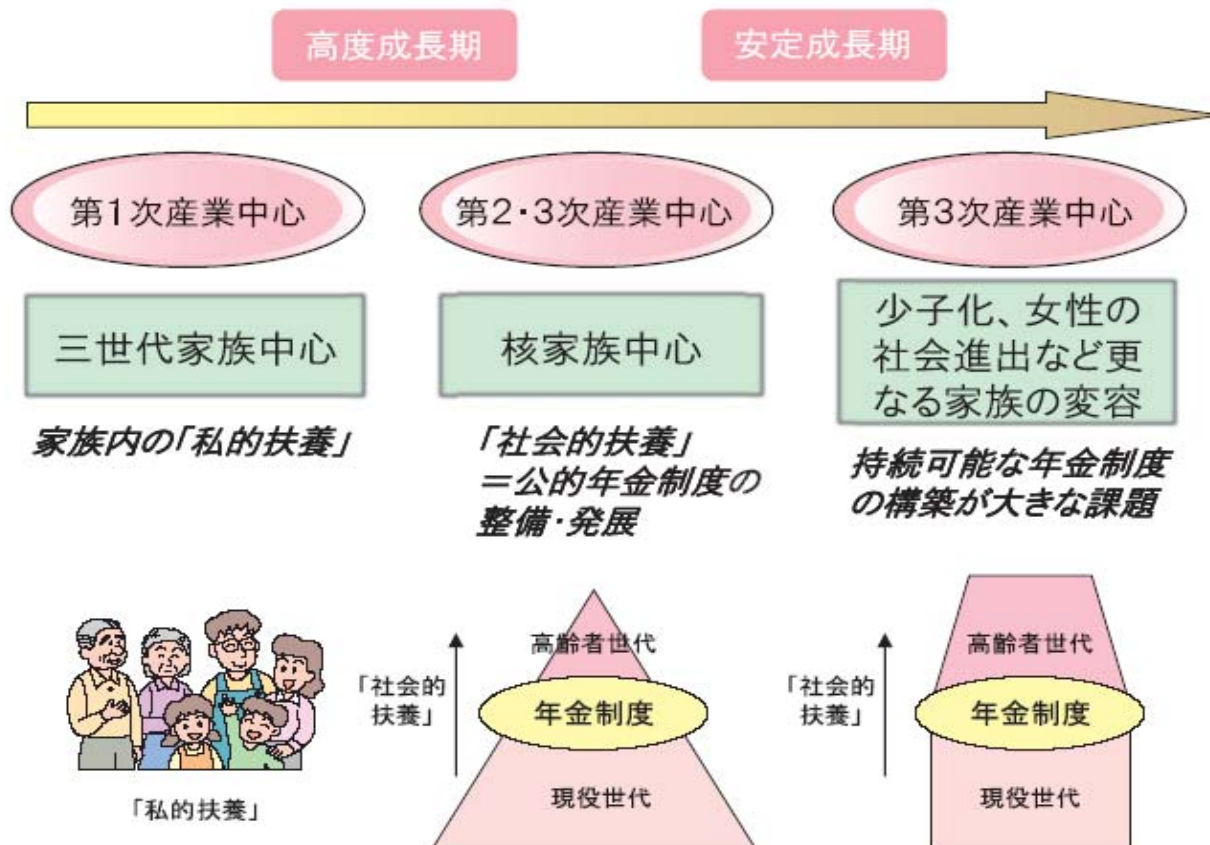 高度成長期
安定成長期
第1次産業中心
第2・3次産業中心
第3次産業中心
三世代家族中心
核家族中心
少子化、女性の
社会進出など更
なる家族の変容
家族内の「私的扶養」
「社会的扶養」
＝公的年金制度の
整備・発展
持続可能な年金制度
の構築が大きな課題
「私的扶養」
「社会的
扶養」
高齢者世代
年金制度
現役世代
「社会的
扶養」
高齢者世代
年金制度
現役世代